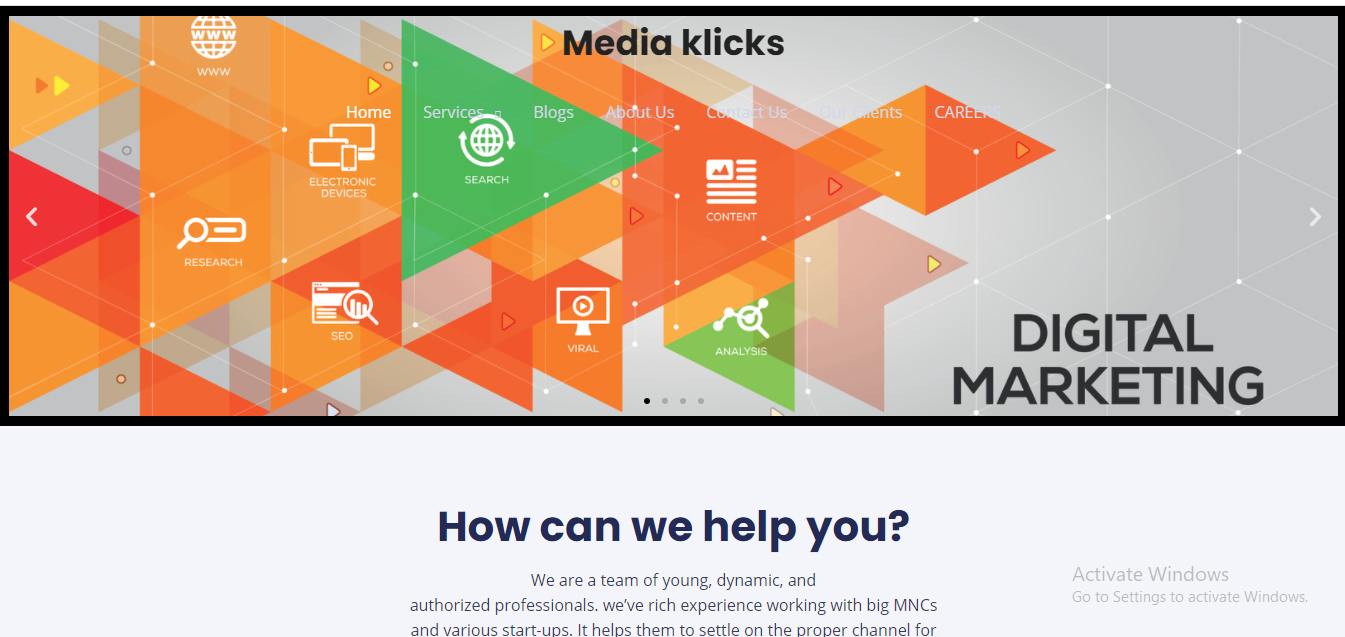 Media klicks
WWW
Home Services Blogs About Us Contact Us Our Clients CAREERS
ELECTRONIC
DEVICES
SEARCH
CONTENT
RESEARCH
SEO
VIRAL
ANALYSIS
DIGITAL
MARKETING
How can we help you?
We are a team of young, dynamic, and
authorized professionals. we’ve rich experience working with big MNCs
and various start-ups. It helps them to settle on the proper channel for
Activate Windows
Go to Settings to activate Windows.